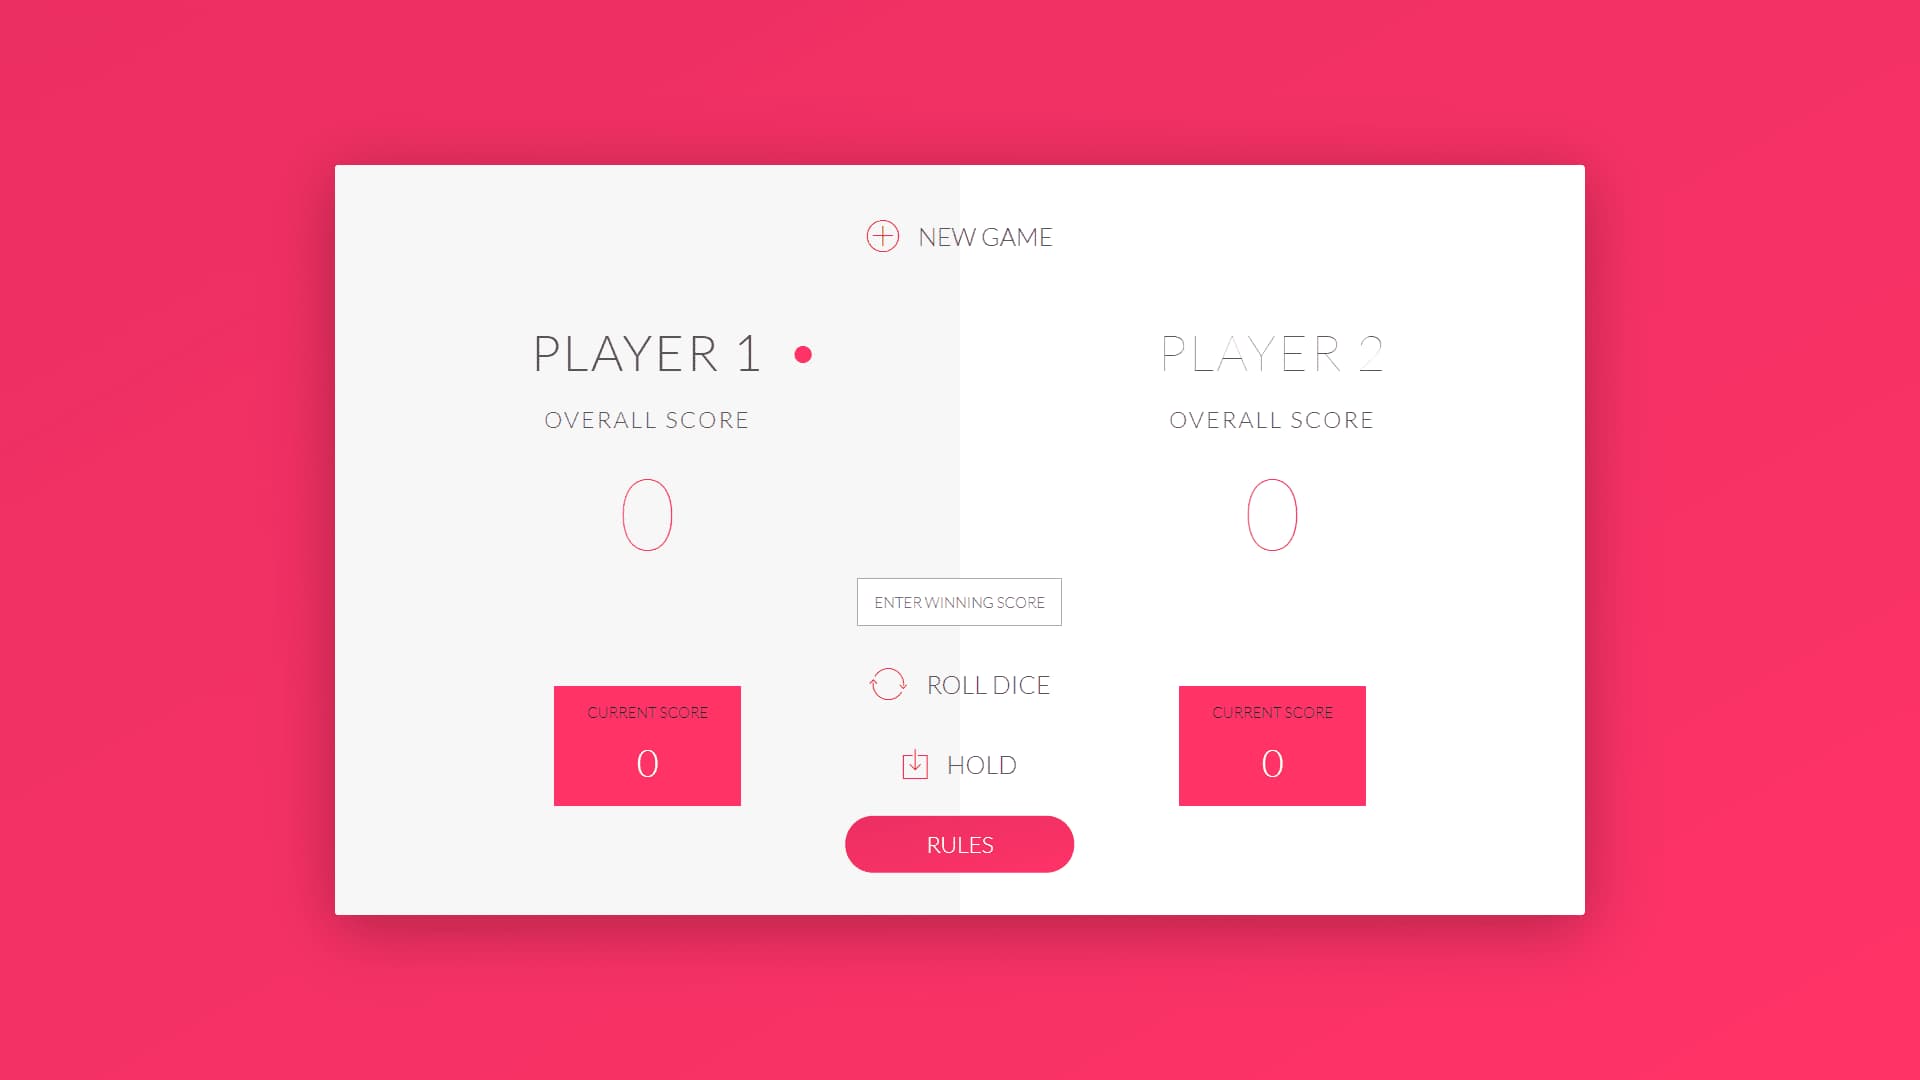 NEW GAME
PLAYER 1
OVERALL SCORE
0
PLAYER 2
OVERALL SCORE
0
ENTER WINNING SCORE
ROLL DICE
HOLD
RULES
CURRENT SCORE
0
CURRENT SCORE
0